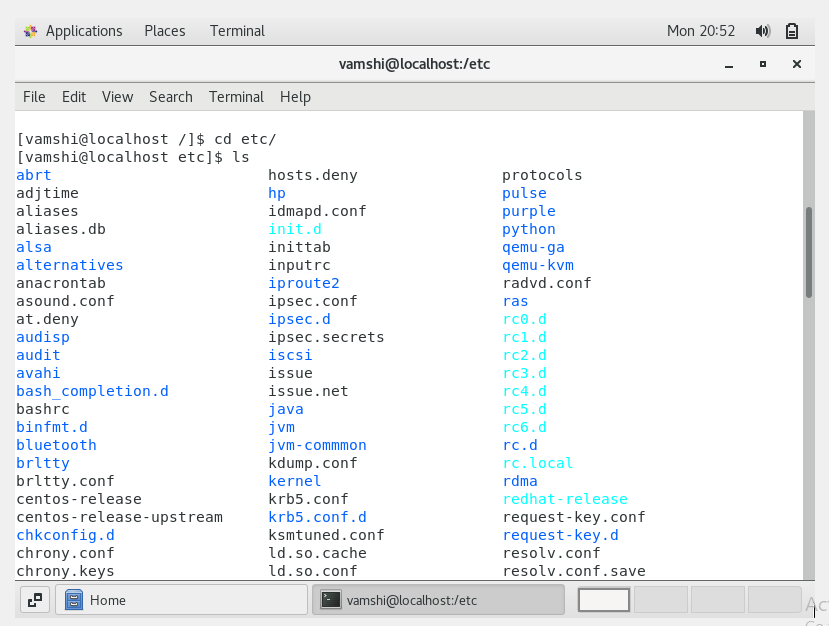 Applications Places Terminal Mon 20:52
vamshi@localhost:/etc
File Edit View Search Terminal Help
[vamshi@localhost /]$ cd etc/
[vamshi@localhost etc]$ ls
abrt hosts.deny protocols
adjtime hp pulse
aliases idmapd.conf purple
aliases.db init.d python
alsa inittab qemu-ga
alternatives inputrc qemu-kvm
anacrontab iproute2 radvd.conf
asound.conf ipsec.conf ras
at.deny ipsec.d rc0.d
audisp ipsec.secrets rc1.d
audit iscsi rc2.d
avahi issue rc3.d
bash_completion.d issue.net rc4.d
bashrc java rc5.d
binfmt.d jvm rc6.d
bluetooth jvm-commmon rc.d
brltty kdump.conf rc.local
brltty.conf kernel rdma
centos-release krb5.conf redhat-release
centos-release-upstream krb5.conf.d request-key.conf
chkconfig.d ksmtuned.conf request-key.d
chrony.conf ld.so.cache resolv.conf
chrony.keys ld.so.conf resolv.conf.save
Home vamshi@localhost:/etc